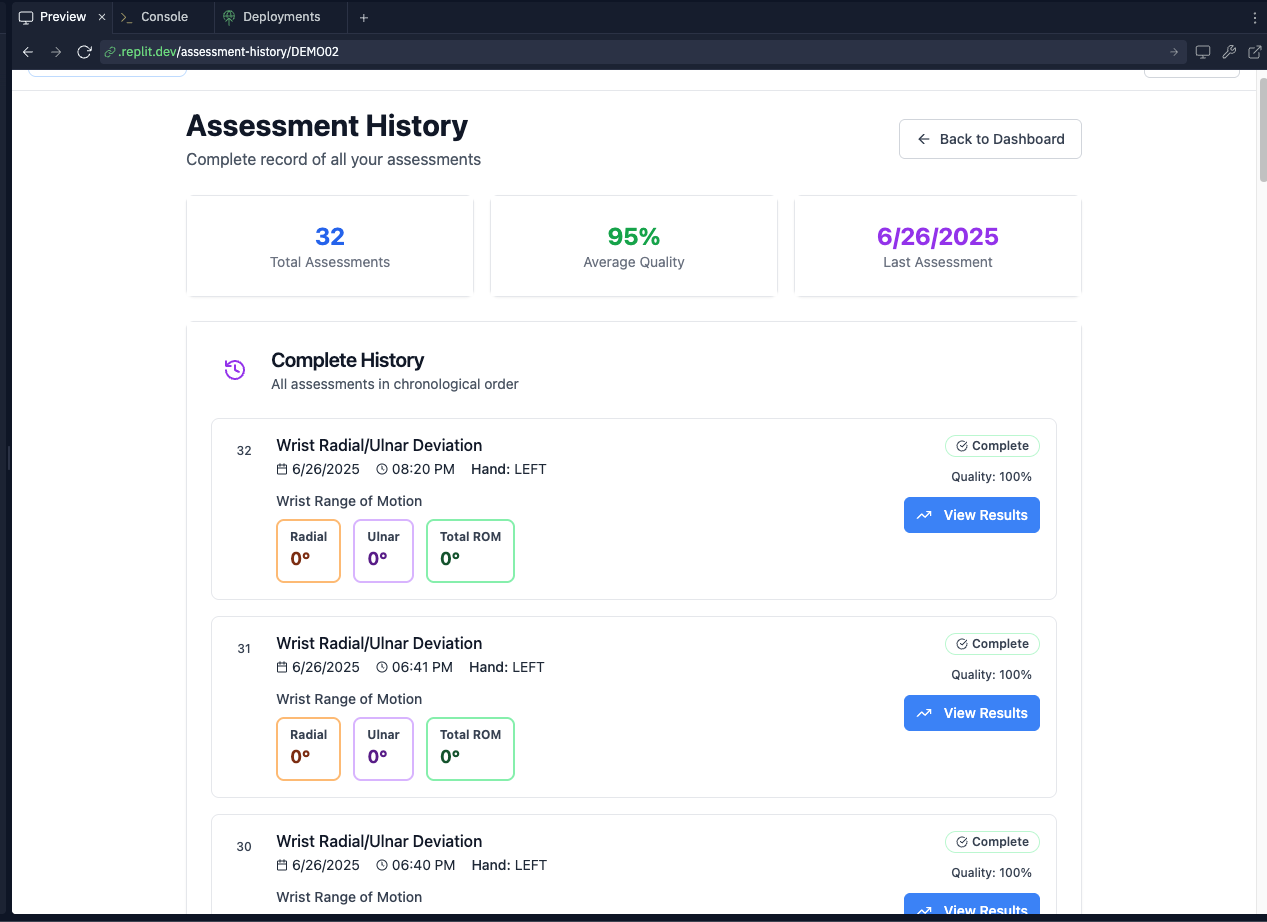 Preview × Console Deployments +
.replit.dev/assessment-history/DEMO02
Assessment History
Complete record of all your assessments
Back to Dashboard
32
Total Assessments
95%
Average Quality
6/26/2025
Last Assessment
Complete History
All assessments in chronological order
32
Wrist Radial/Ulnar Deviation
6/26/2025 08:20 PM Hand: LEFT
Wrist Range of Motion
Radial
0°
Ulnar
0°
Total ROM
0°
Complete
Quality: 100%
View Results
31
Wrist Radial/Ulnar Deviation
6/26/2025 06:41 PM Hand: LEFT
Wrist Range of Motion
Radial
0°
Ulnar
0°
Total ROM
0°
Complete
Quality: 100%
View Results
30
Wrist Radial/Ulnar Deviation
6/26/2025 06:40 PM Hand: LEFT
Wrist Range of Motion
Complete
Quality: 100%
View Results